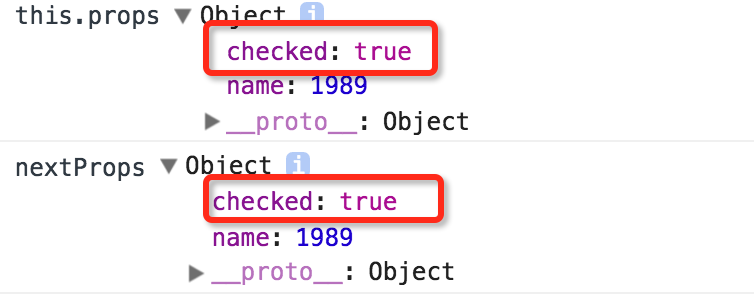 this.props ▼ Object i
checked: true
name: 1989
▶ __proto__: Object
nextProps ▼ Object i
checked: true
name: 1989
▶ __proto__: Object